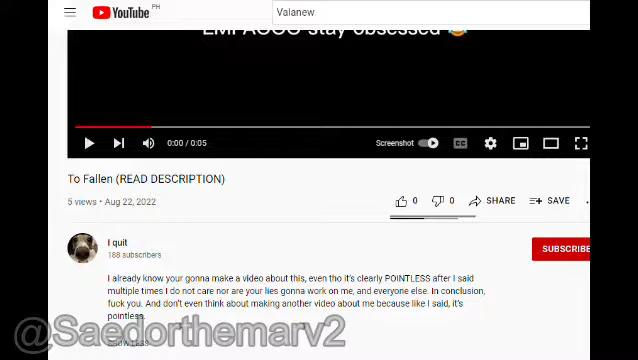 YouTube PH
Valanew
LMFAOOO stay obsessed 😂
0:00 / 0:05
Screenshot
CC
To Fallen (READ DESCRIPTION)
5 views • Aug 22, 2022
0
0
SHARE
SAVE
I quit
188 subscribers
SUBSCRIBE
I already know your gonna make a video about this, even tho it's clearly POINTLESS after I said
multiple times I do not care nor are your lies gonna work on me, and everyone else. In conclusion,
fuck you. And don't even think about making another video about me because like I said, it's
pointless.
@Saedorthemarv2
SHOW LESS